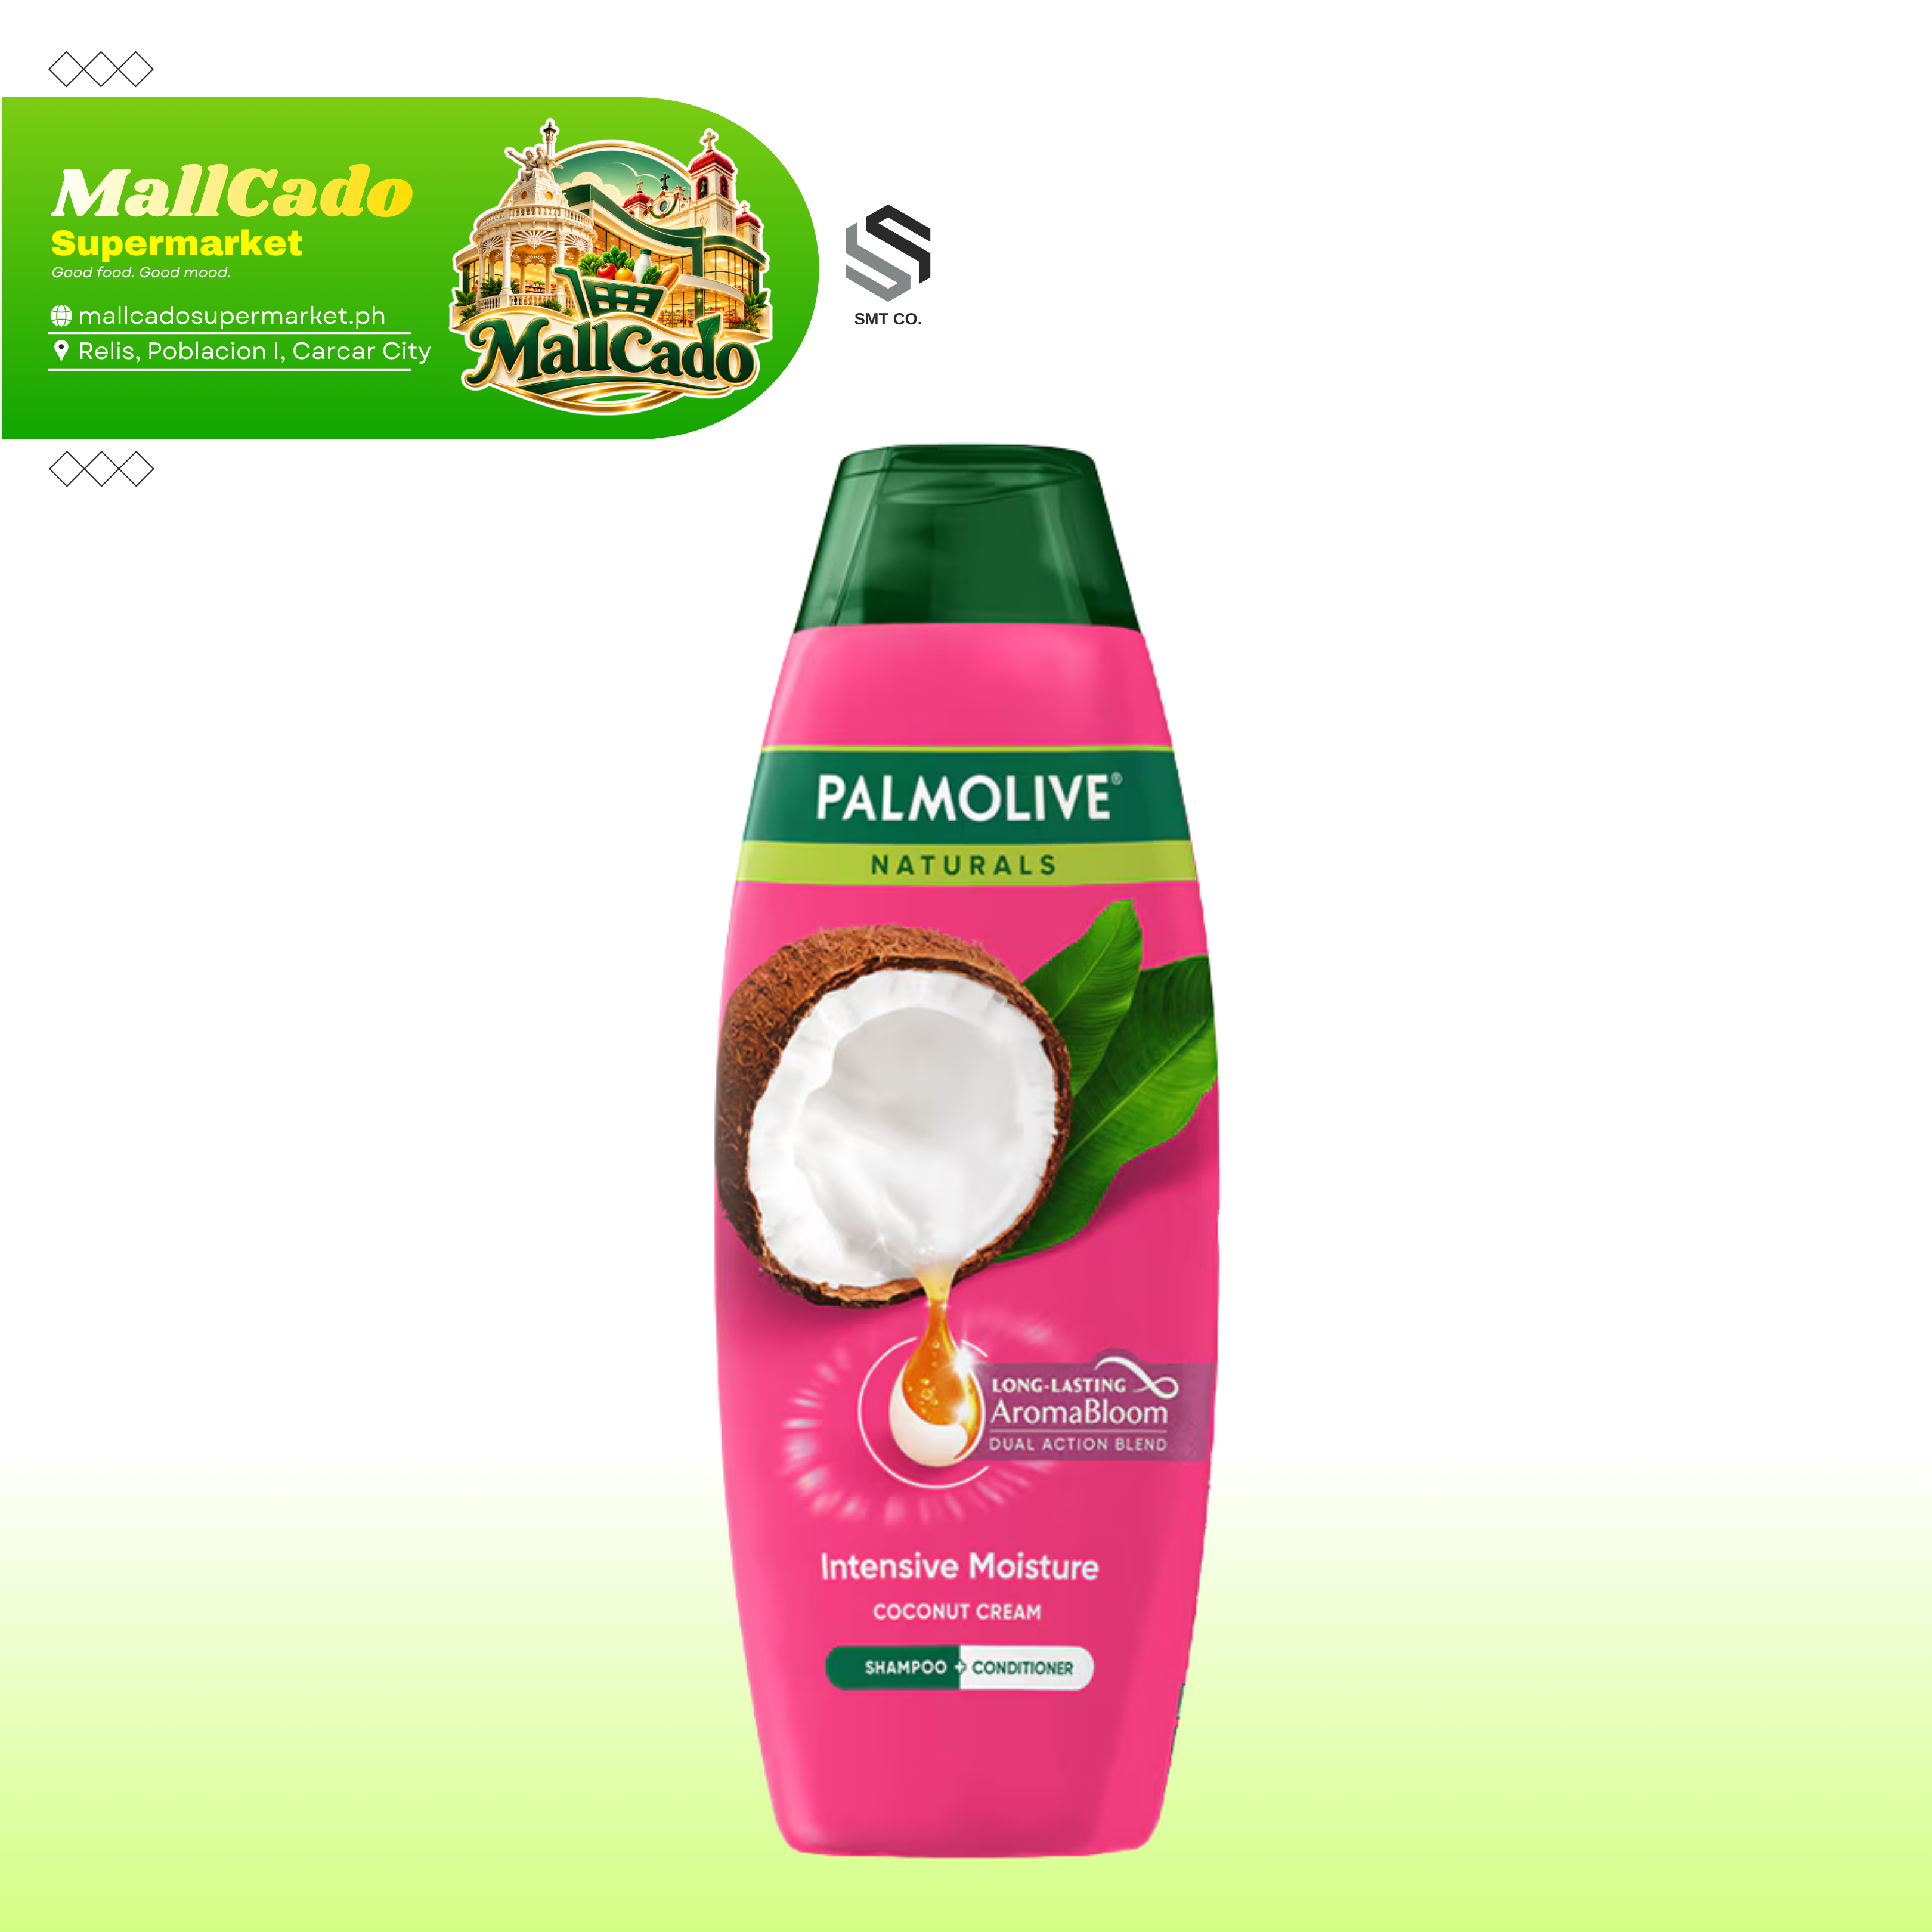 MallCado
Supermarket
Good food. Good mood.
mallcadosupermarket.ph
Relis, Poblacion I, Carcar City
MallCado
SMT CO.
PALMOLIVE®
NATURALS
LONG-LASTING
AromaBloom
DUAL ACTION BLEND
Intensive Moisture
COCONUT CREAM
SHAMPOO + CONDITIONER